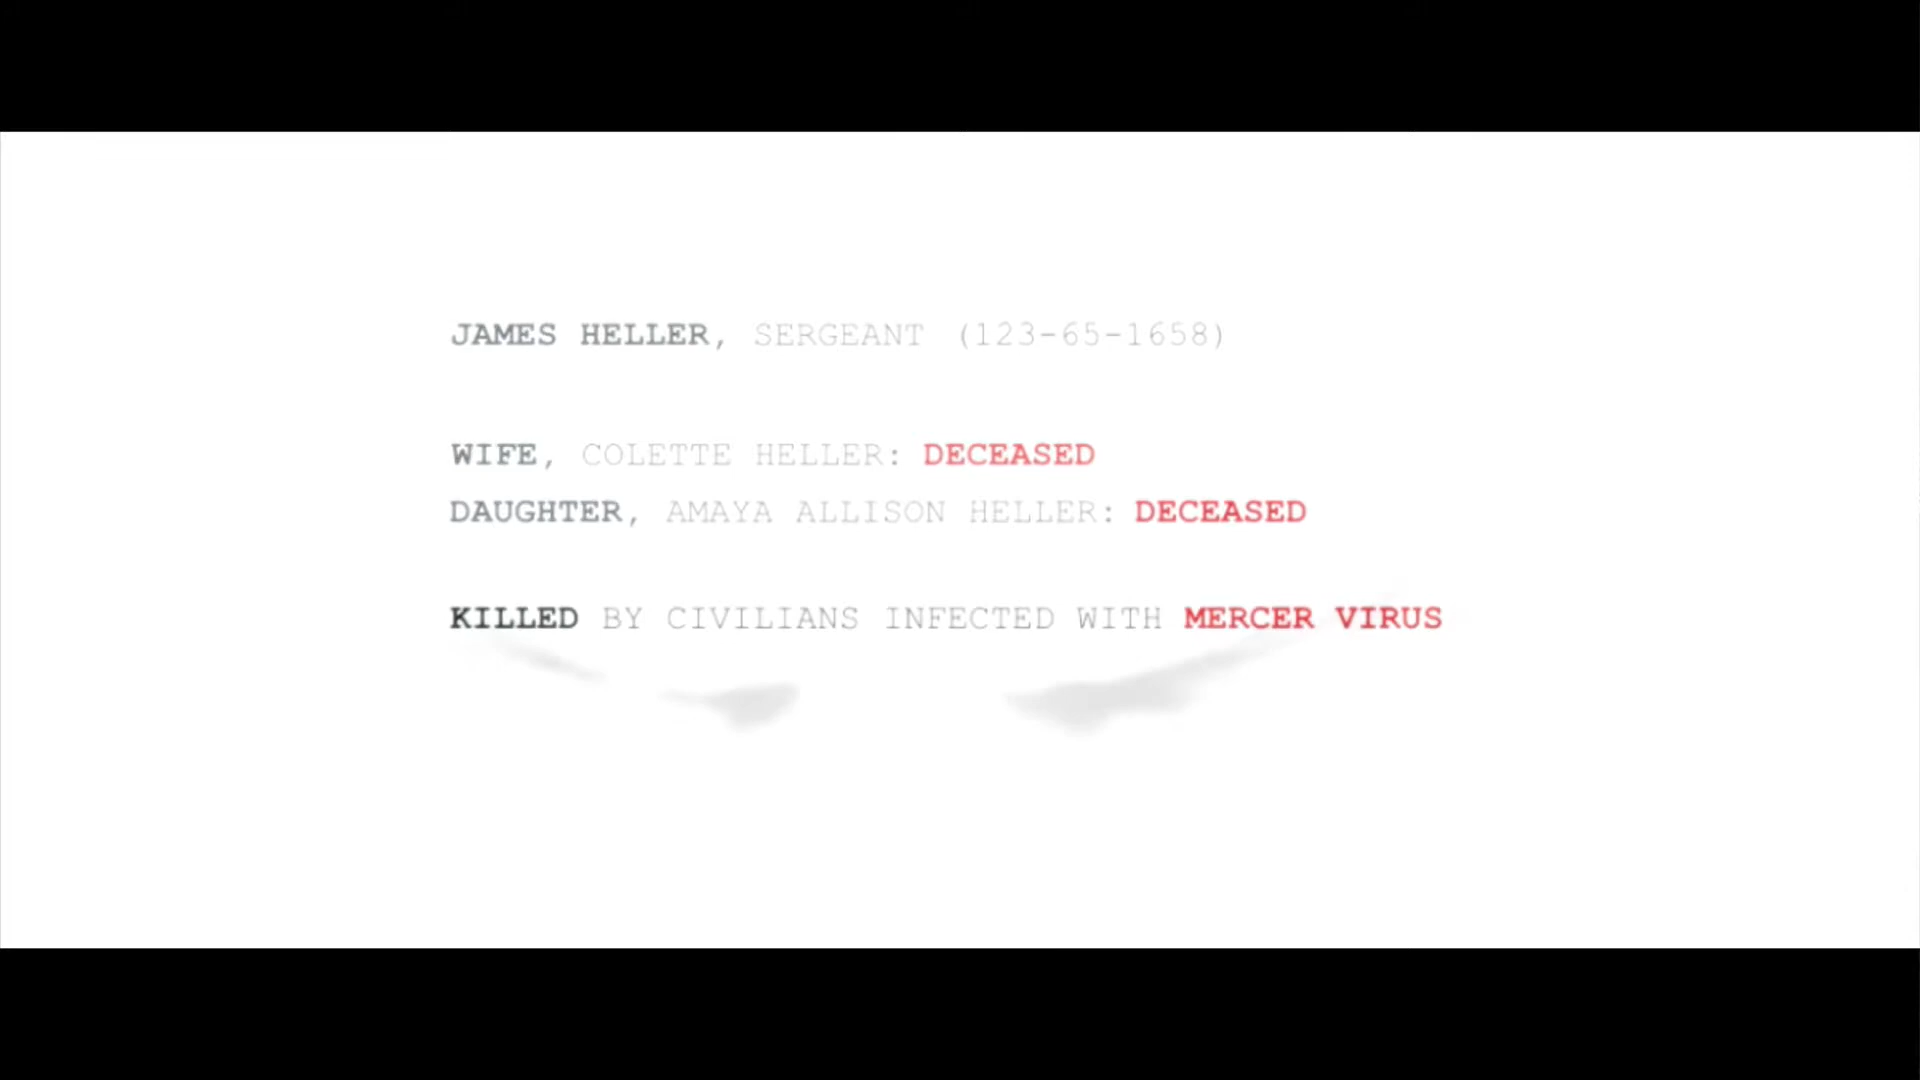 JAMES HELLER, SERGEANT (123-65-1658)
WIFE, COLETTE HELLER: DECEASED
DAUGHTER, AMAYA ALLISON HELLER: DECEASED
KILLED BY CIVILIANS INFECTED WITH MERCER VIRUS